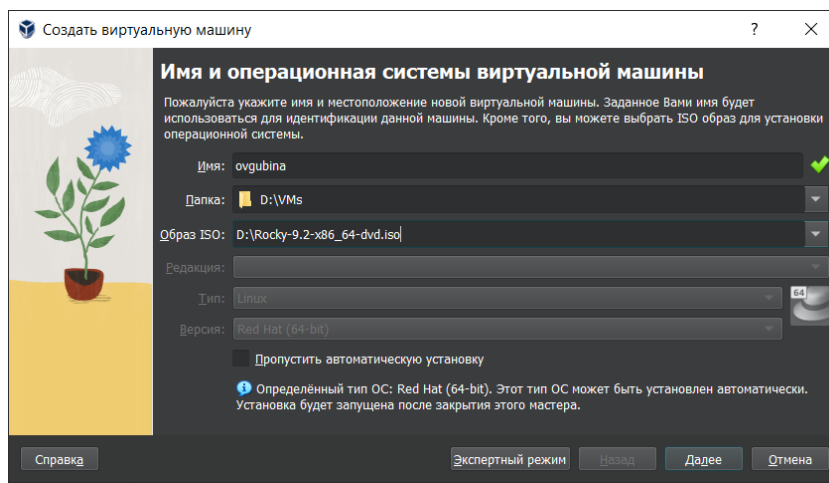 Создать виртуальную машину
Имя и операционная системы виртуальной машины
Пожалуйста укажите имя и местоположение новой виртуальной машины. Заданное Вами имя будет
использоваться для идентификации данной машины. Кроме того, вы можете выбрать ISO образ для установки
операционной системы.
Имя: ovgubina
Папка: D:\VMs
Образ ISO: D:\Rocky-9.2-x86_64-dvd.iso
Редакция:
Тип: Linux
64
Версия: Red Hat (64-bit)
Пропустить автоматическую установку
Определённый тип ОС: Red Hat (64-bit). Этот тип ОС может быть установлен автоматически.
Установка будет запущена после закрытия этого мастера.
Справка Экспертный режим Назад Далее Отмена